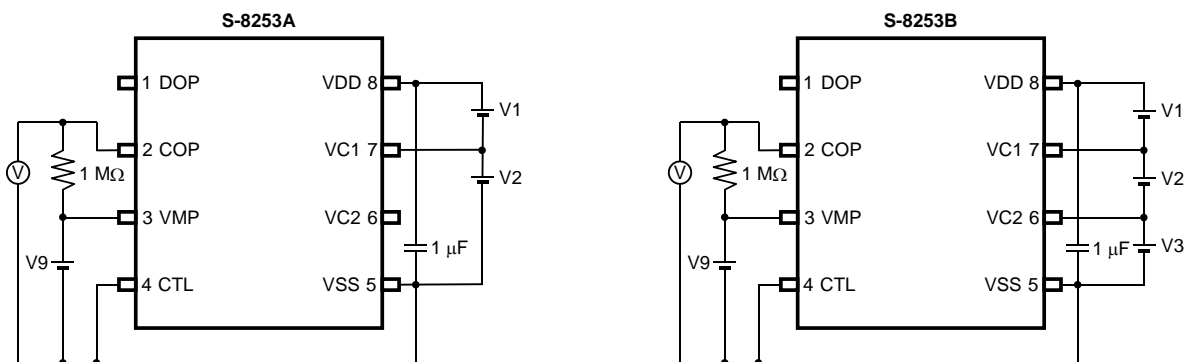 S-8253A
1 DOP
VDD 8
V1
2 COP
VC1 7
V
1 MΩ
V2
3 VMP
VC2 6
V9
1 μF
4 CTL
VSS 5
S-8253B
1 DOP
VDD 8
V1
2 COP
VC1 7
V
1 MΩ
V2
3 VMP
VC2 6
V9
1 μF
V3
4 CTL
VSS 5